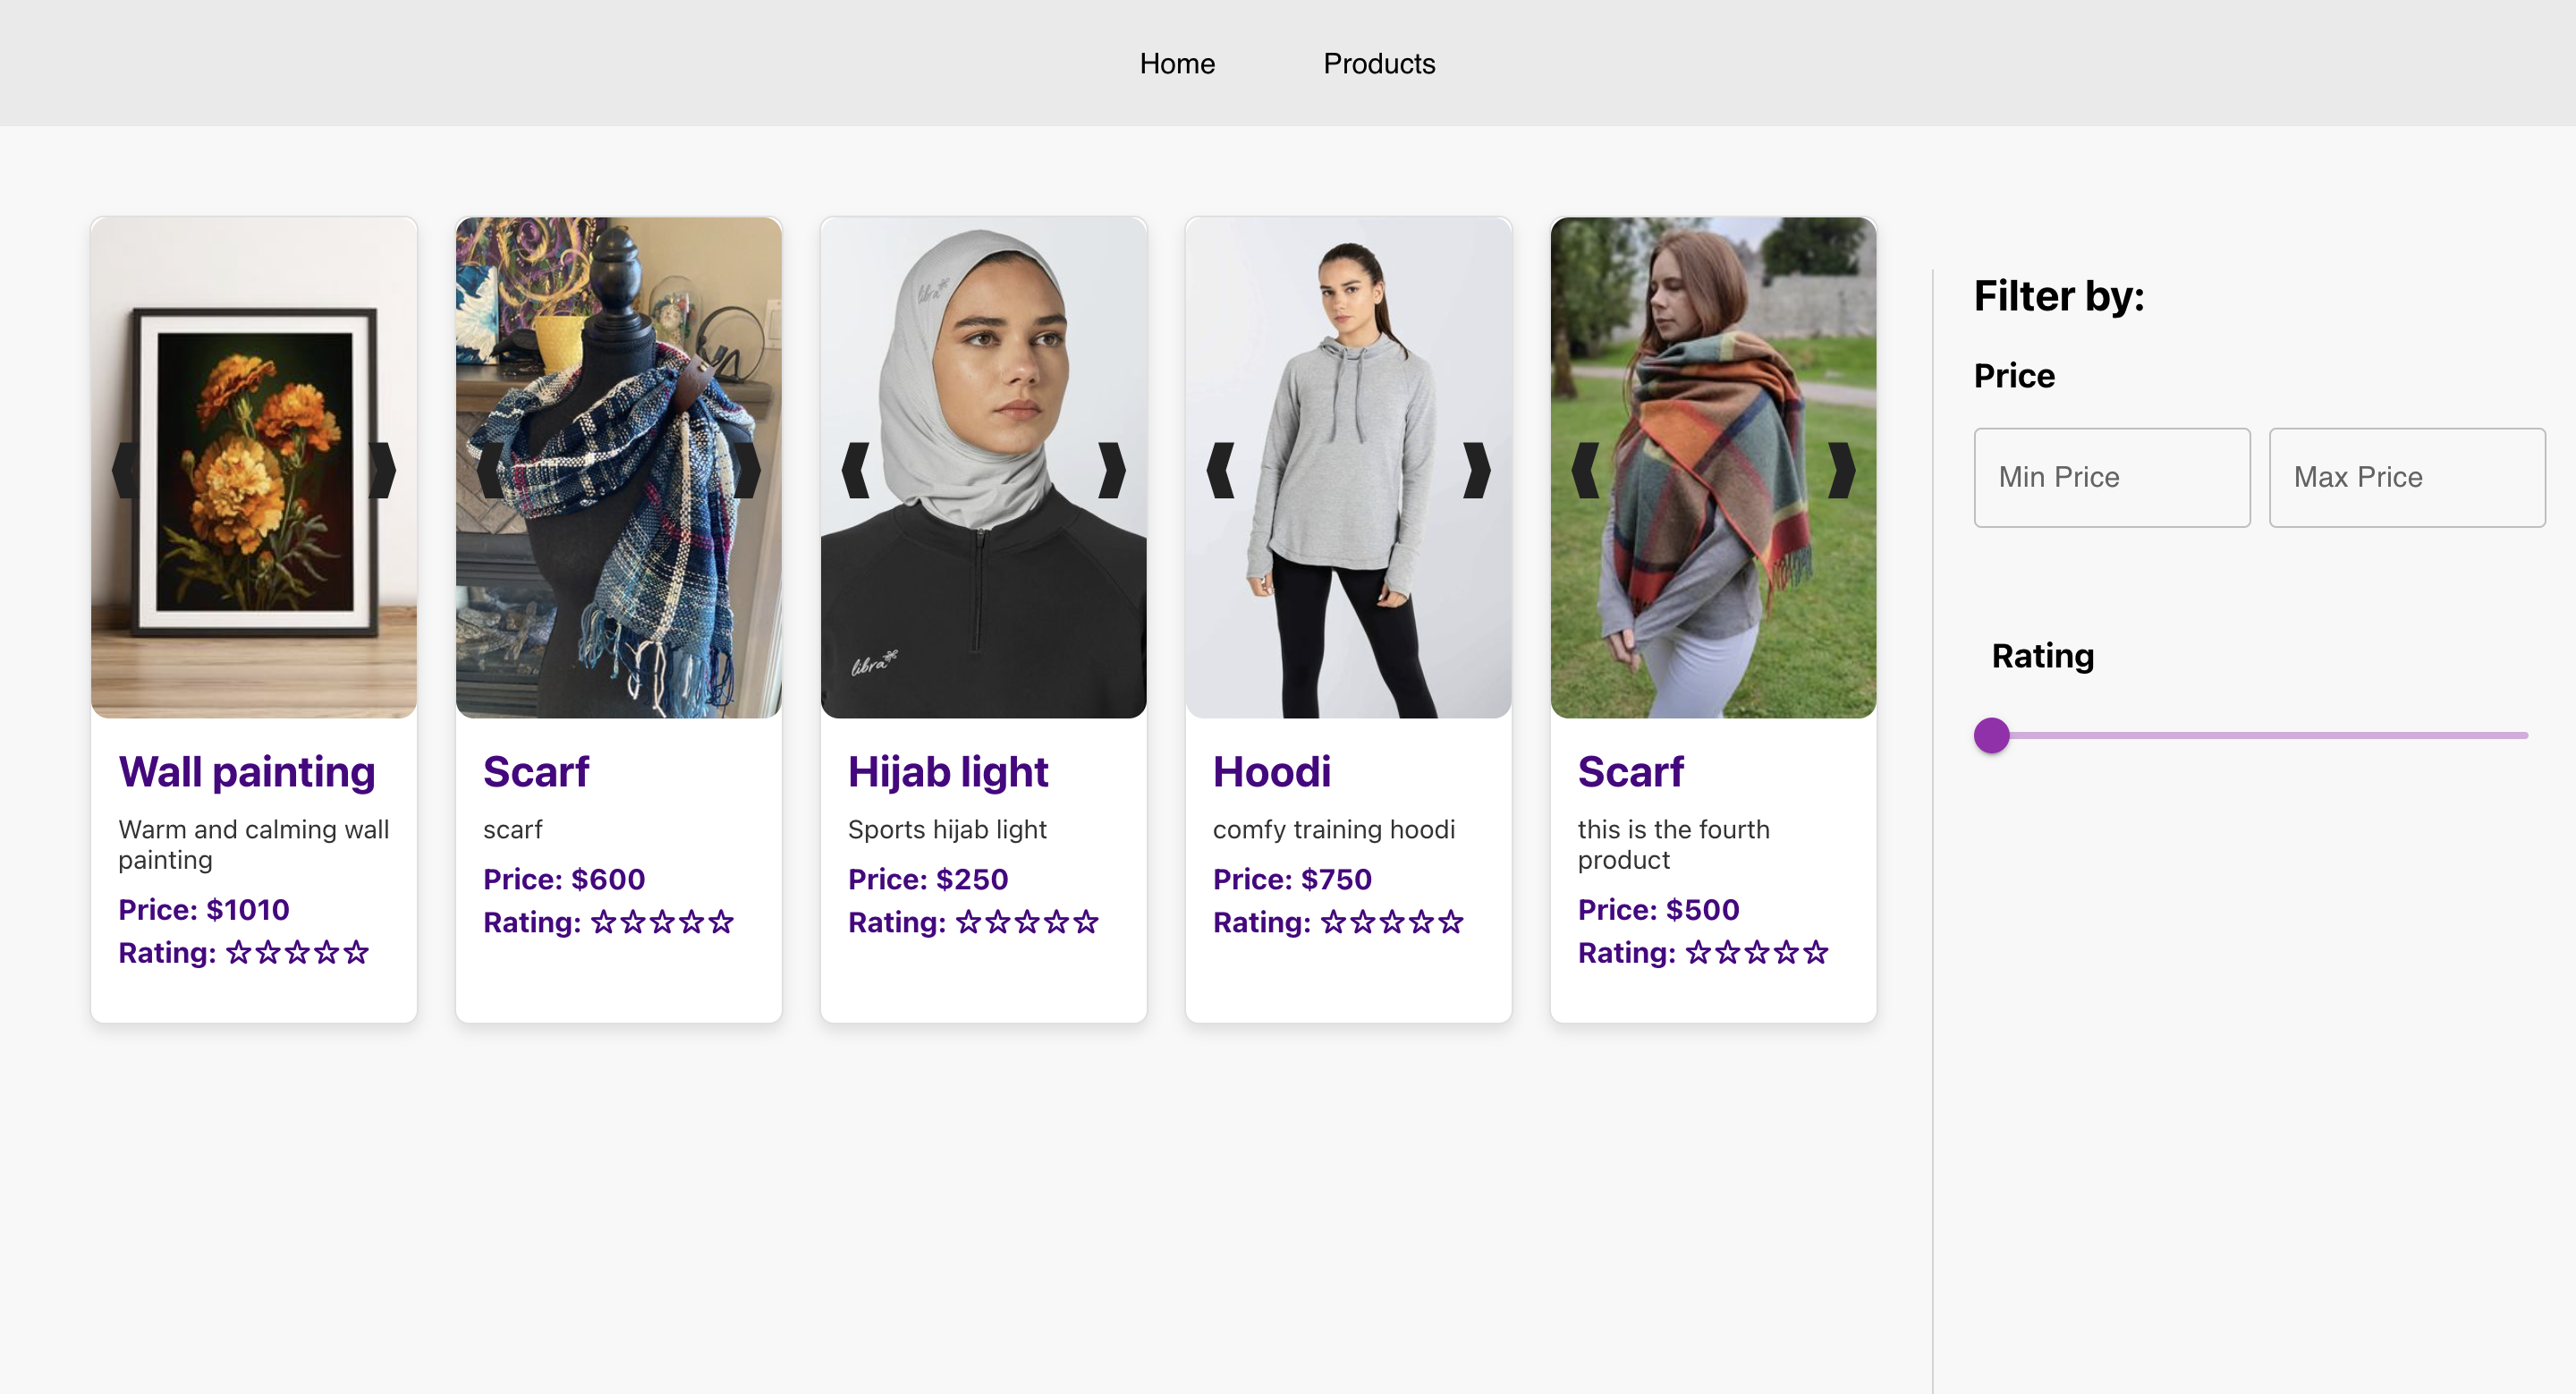 Home Products
libra
libra
Wall painting
Warm and calming wall
painting
Price: $1010
Rating: ☆☆☆☆☆
Scarf
scarf
Price: $600
Rating: ☆☆☆☆☆
Hijab light
Sports hijab light
Price: $250
Rating: ☆☆☆☆☆
Hoodi
comfy training hoodi
Price: $750
Rating: ☆☆☆☆☆
Scarf
this is the fourth
product
Price: $500
Rating: ☆☆☆☆☆
Filter by:
Price
Min Price Max Price
Rating